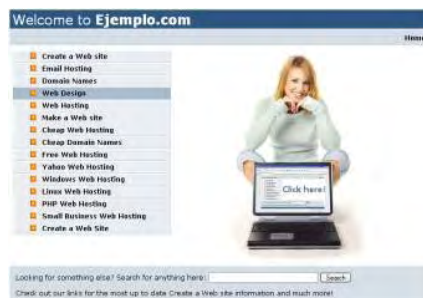 Welcome to Ejemplo.com
Home
Create a Web site
Email Hosting
Domain Names
Web Design
Web Hosting
Make a Web site
Cheap Web Hosting
Cheap Domain Names
Free Web Hosting
Yahoo Web Hosting
Windows Web Hosting
Linux Web Hosting
PHP Web Hosting
Small Business Web Hosting
Create a Web Site
Click here!
Looking for something else? Search for anything here:
Search
Check out our links for the most up to date Create a Web site information and much more!